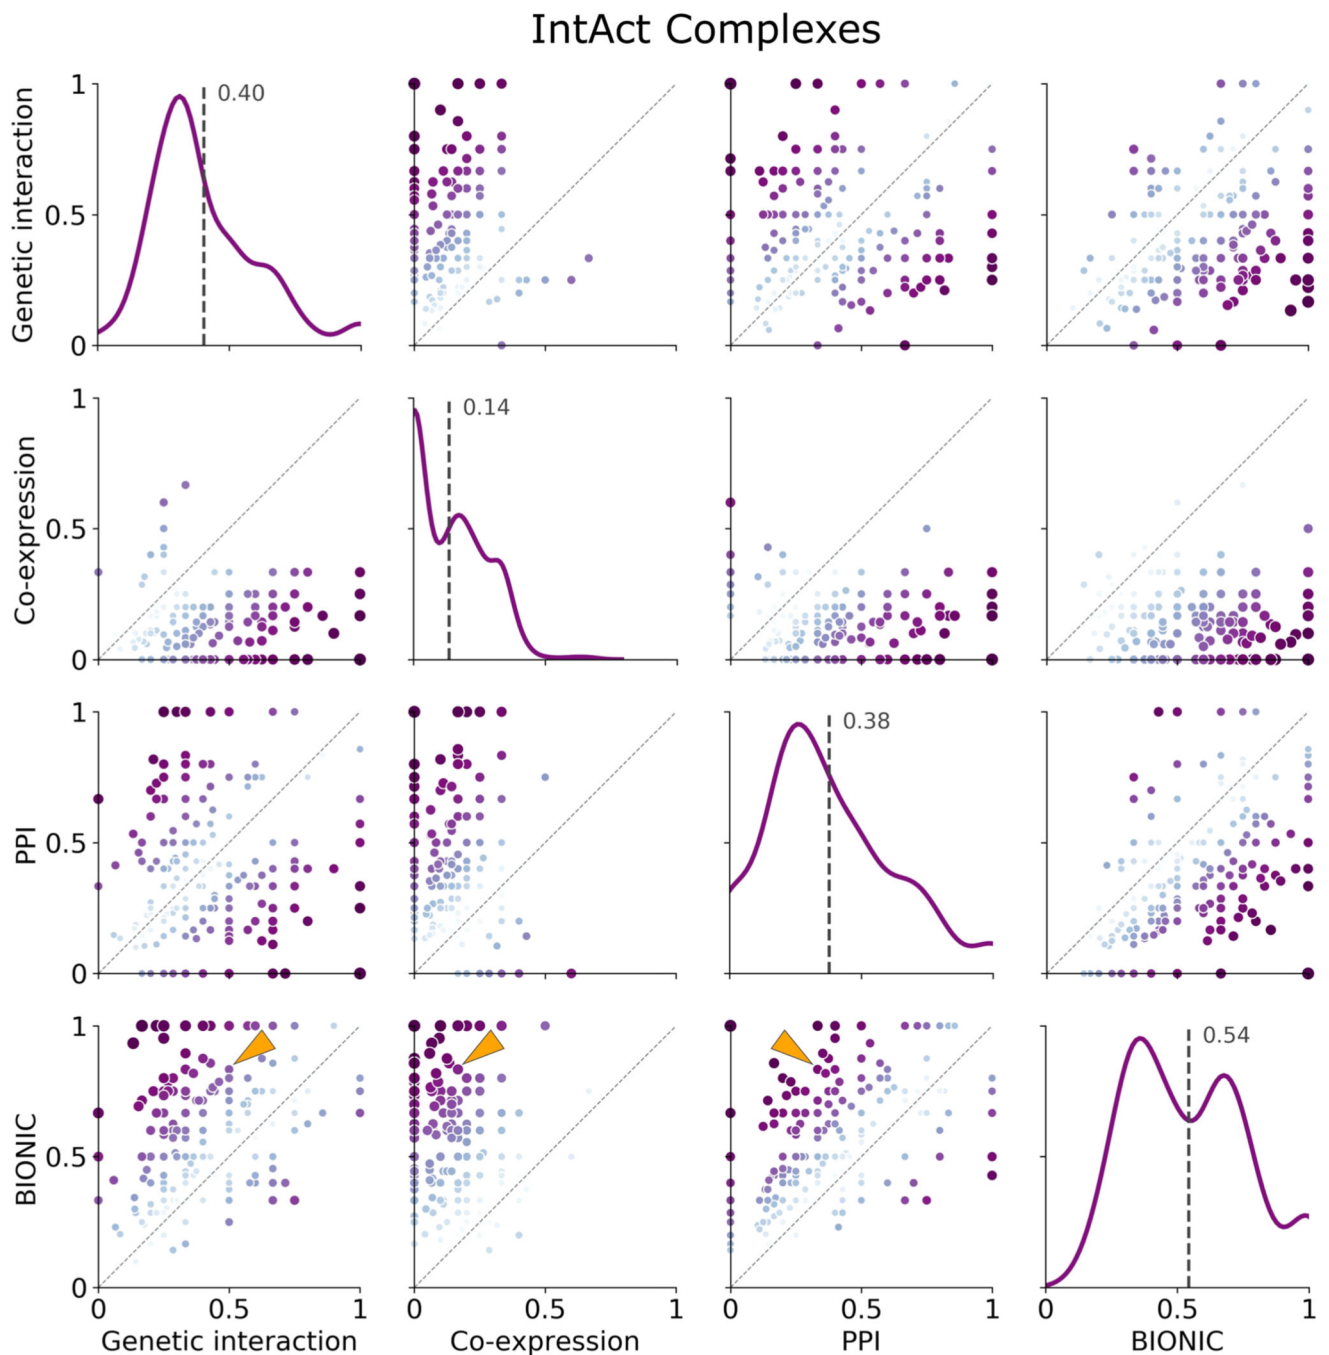 IntAct Complexes
Genetic interaction
1
0.5
0
0.40
Co-expression
1
0.5
0
0.14
PPI
1
0.5
0
0.38
BIONIC
1
0.5
0
0.54
0 0.5 1 0 0.5 1 0 0.5 1 0 0.5 1
Genetic interaction Co-expression PPI BIONIC